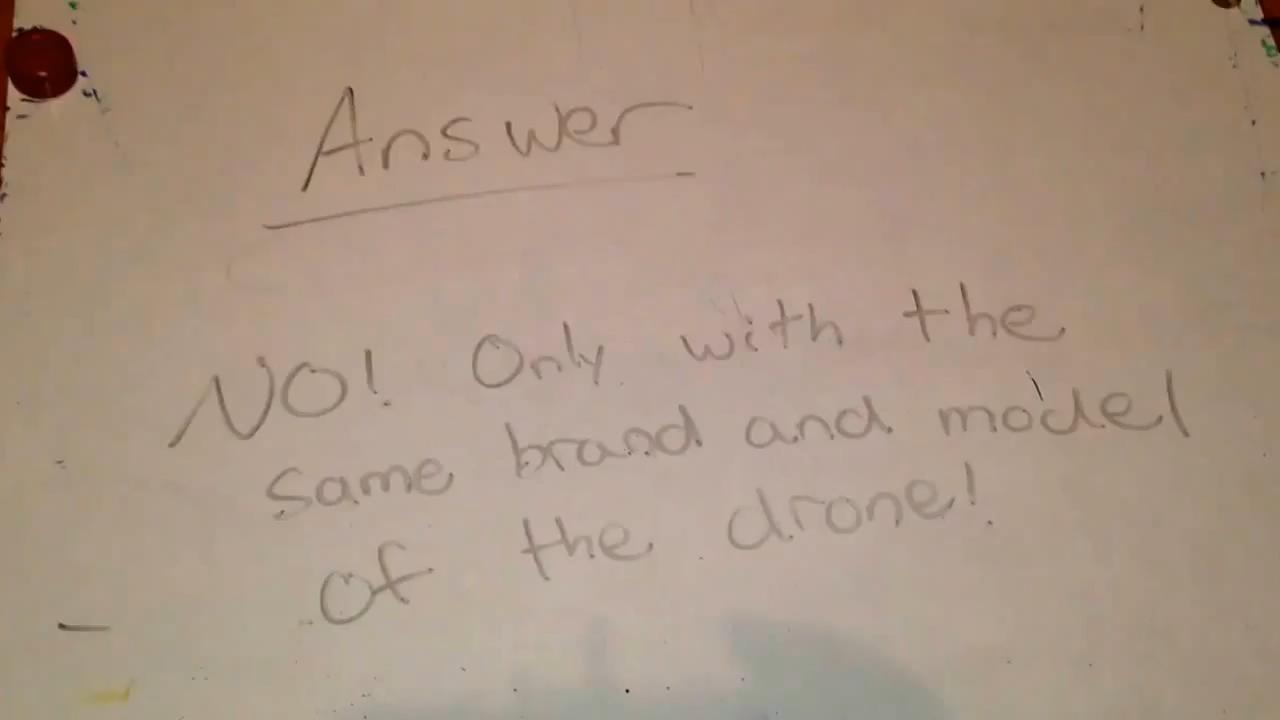 Answer
NO! Only with the
same brand and model
of the drone!